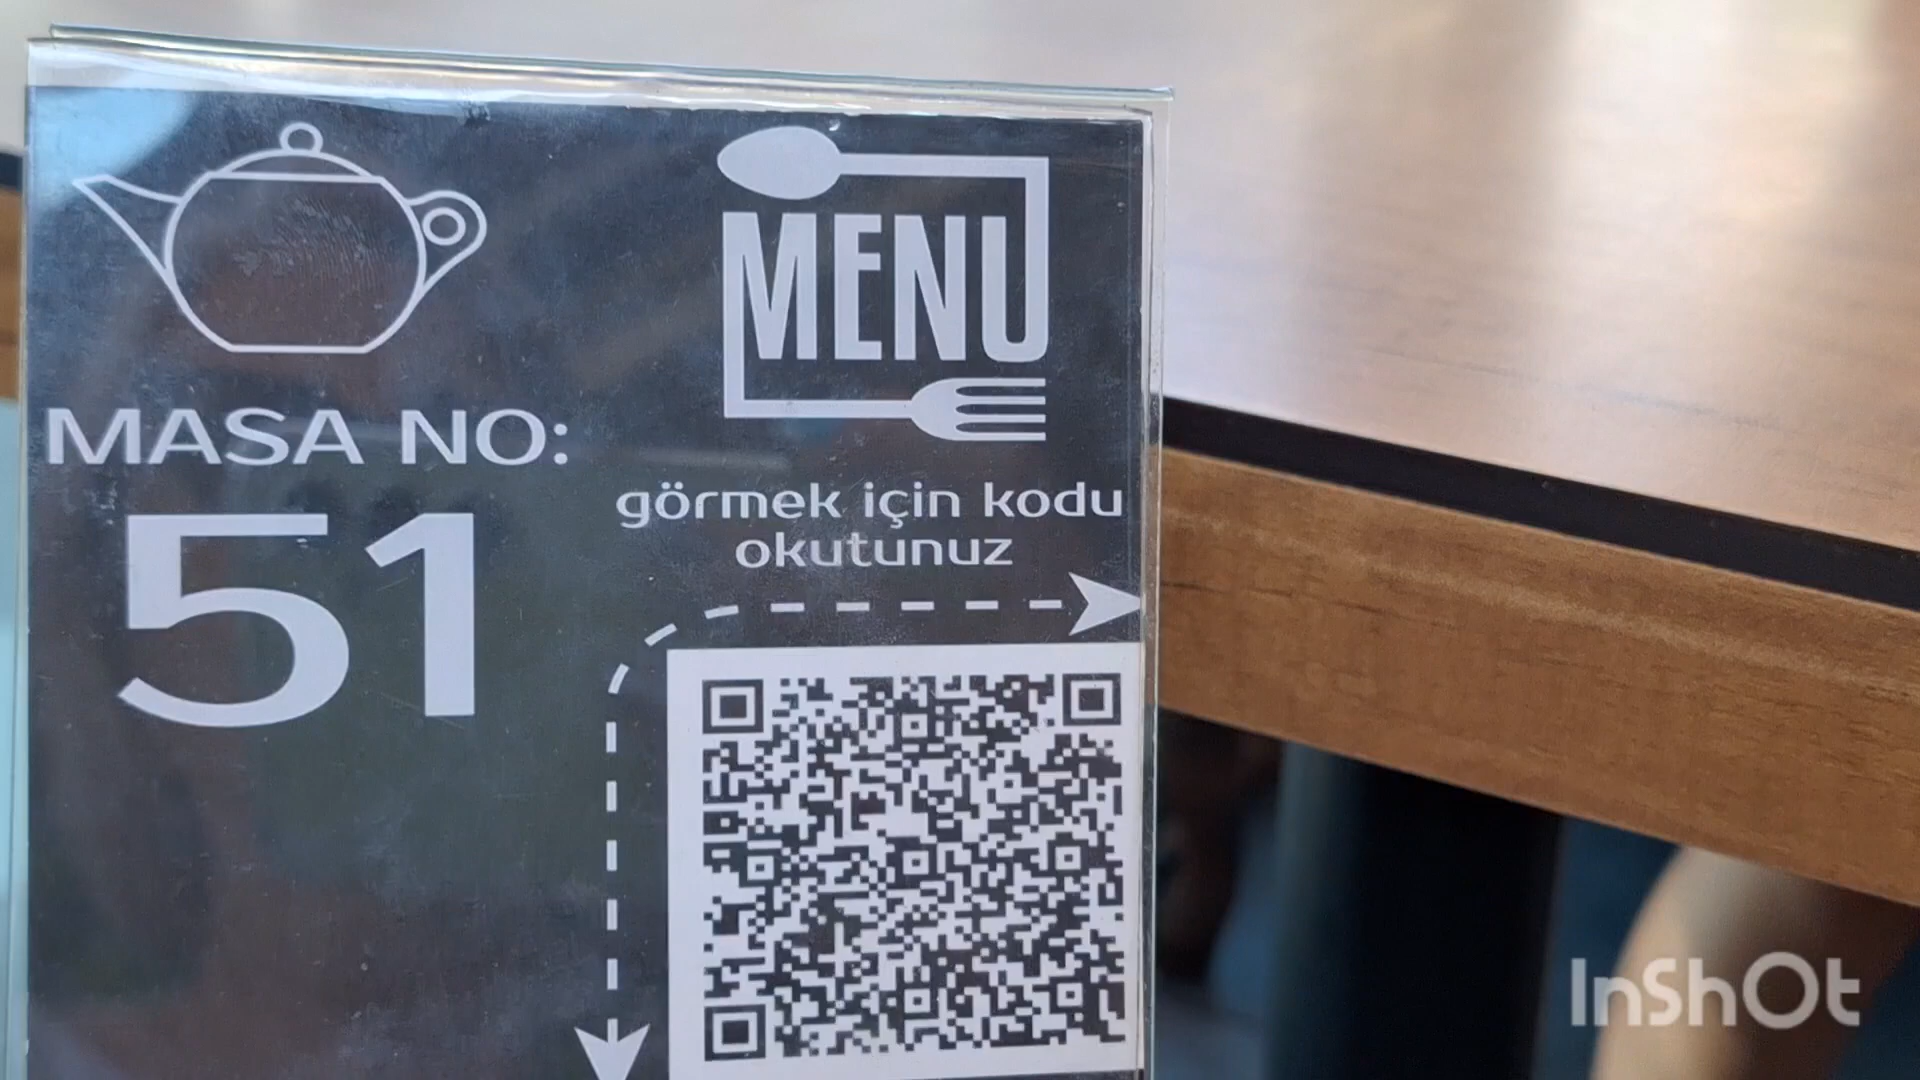 MASA NO:
51
MENU
görmek için kodu
okutunuz
InShOt